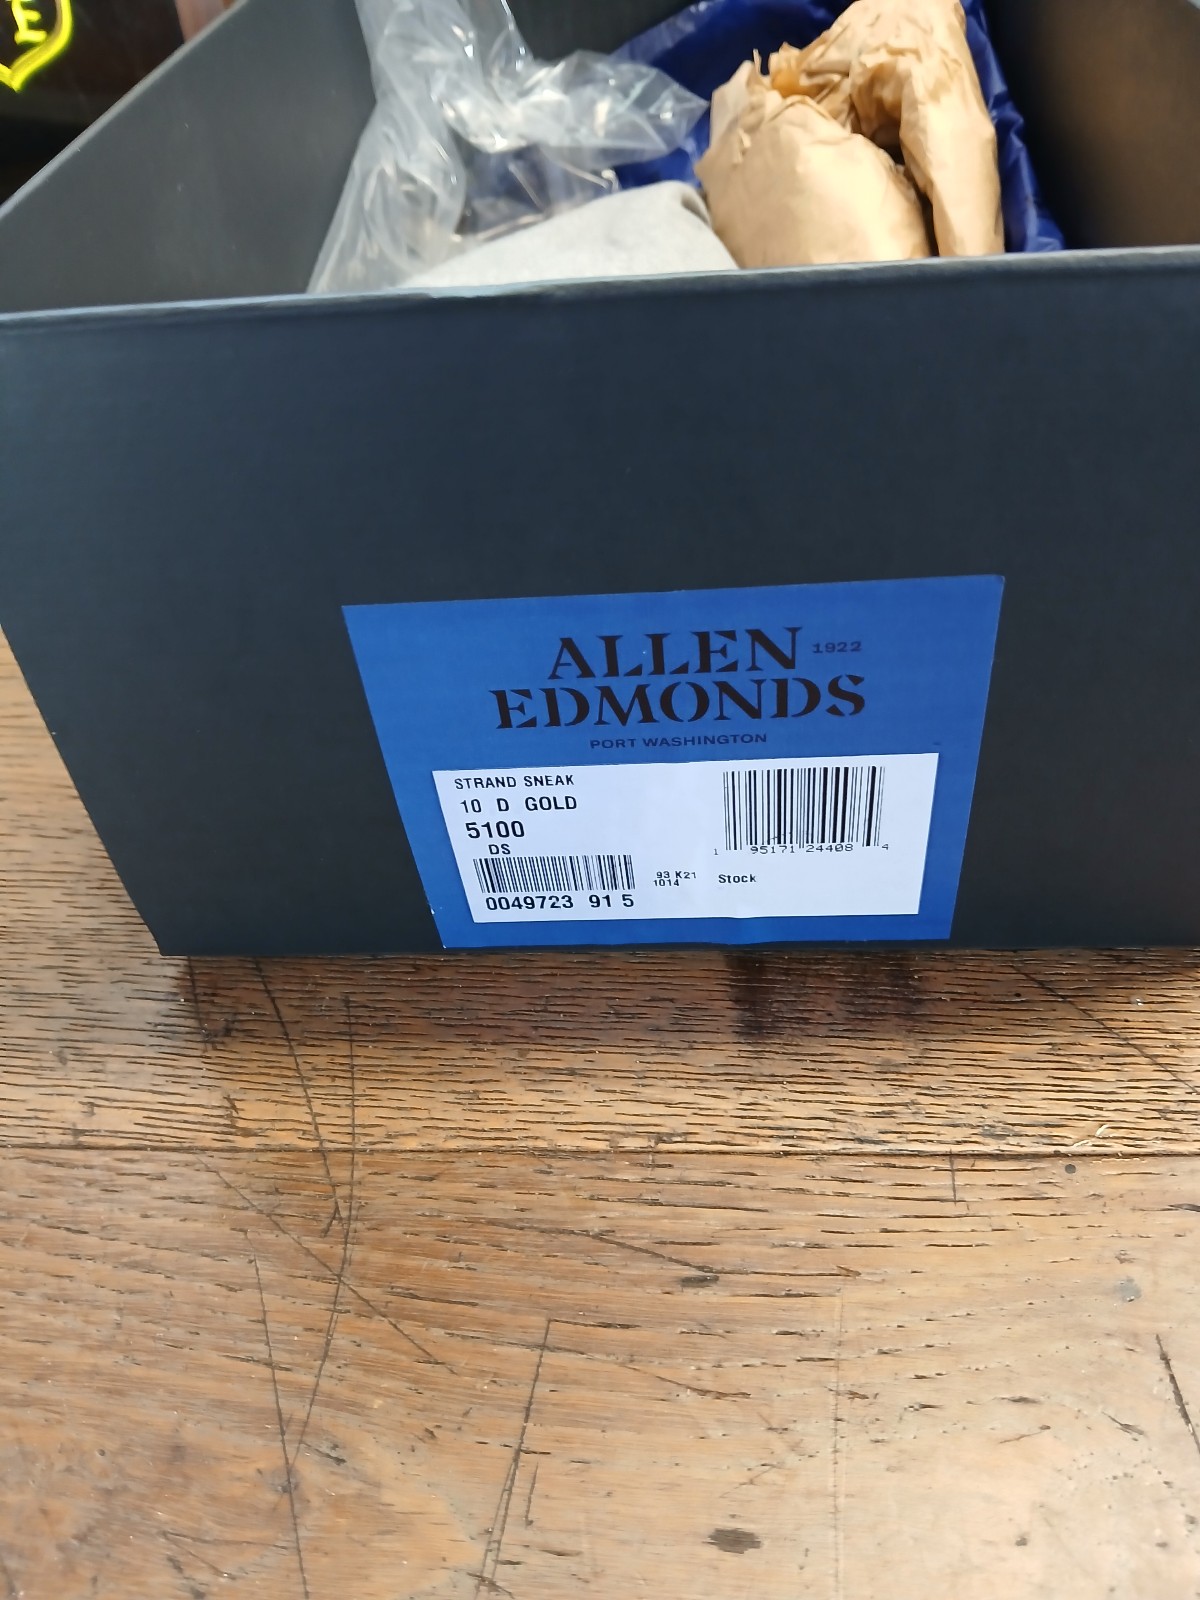 E
ALLEN 1922
EDMONDS
PORT WASHINGTON
STRAND SNEAK
10 D GOLD
5100
DS
0049723 91 5
93 K21
1014
Stock
1 95171 24408 4